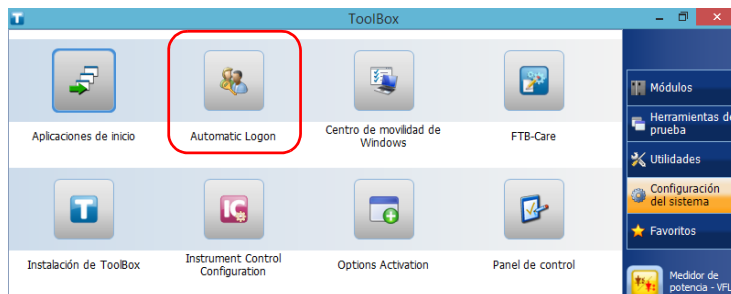 ToolBox
Aplicaciones de inicio
Automatic Logon
Centro de movilidad de
Windows
FTB-Care
Instalación de ToolBox
Instrument Control
Configuration
Options Activation
Panel de control
Módulos
Herramientas de
prueba
Utilidades
Configuración
del sistema
Favoritos
Medidor de
potencia - VFL